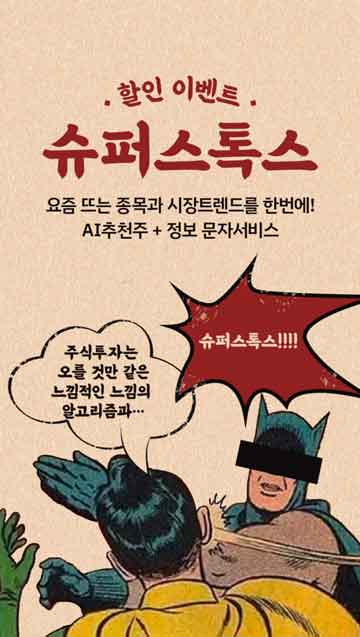 할인 이벤트
슈퍼스톡스
요즘 뜨는 종목과 시장트렌드를 한번에!
AI추천주 + 정보 문자서비스
주식투자는
오를 것만 같은
느낌적인 느낌의
알고리즘과…
슈퍼스톡스!!!!